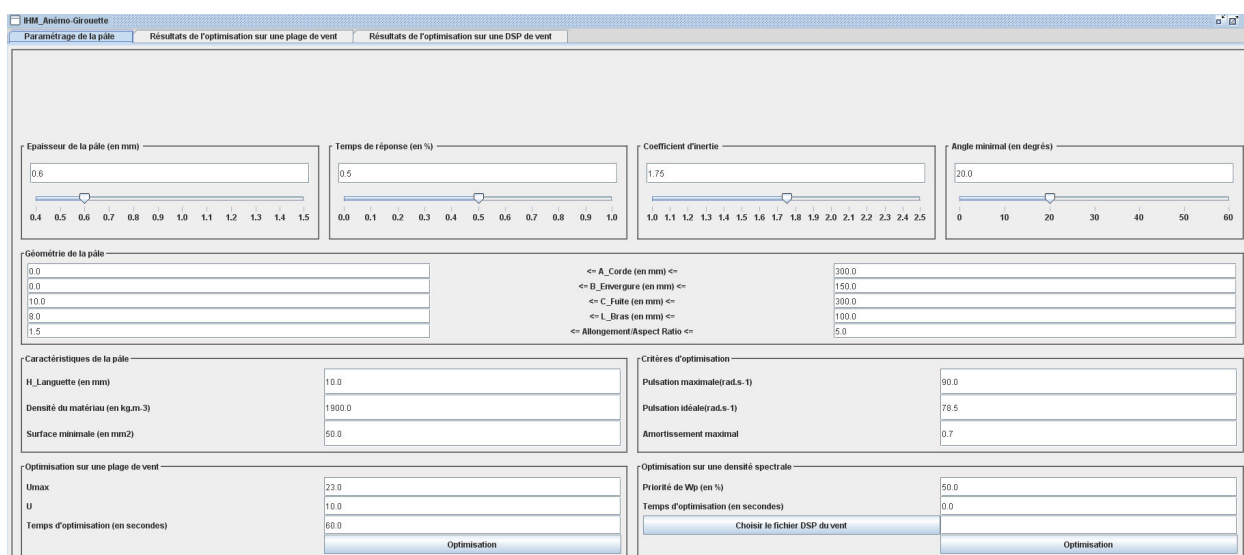 IHM_Anémo-Girouette
Paramétrage de la pâle Résultats de l'optimisation sur une plage de vent Résultats de l'optimisation sur une DSP de vent
Epaisseur de la pâle (en mm) Temps de réponse (en %) Coefficient d'inertie Angle minimal (en degrés)
0.6 0.5 1.75 20.0
0.4 0.5 0.6 0.7 0.8 0.9 1.0 1.1 1.2 1.3 1.4 1.5 0.0 0.1 0.2 0.3 0.4 0.5 0.6 0.7 0.8 0.9 1.0 1.0 1.1 1.2 1.3 1.4 1.5 1.6 1.7 1.8 1.9 2.0 2.1 2.2 2.3 2.4 2.5 0 10 20 30 40 50 60
Géométrie de la pâle
0.0 <= A_Corde (en mm) <= 300.0
0.0 <= B_Envergure (en mm) <= 150.0
10.0 <= C_Fuite (en mm) <= 300.0
8.0 <= L_Bras (en mm) <= 100.0
1.5 <= Allongement/Aspect Ratio <= 5.0
Caractéristiques de la pâle Critères d'optimisation
H_Languette (en mm) 10.0 Pulsation maximale(rad.s-1) 90.0
Densité du matériau (en kg.m-3) 1900.0 Pulsation idéale(rad.s-1) 78.5
Surface minimale (en mm2) 50.0 Amortissement maximal 0.7
Optimisation sur une plage de vent Optimisation sur une densité spectrale
Umax 23.0 Priorité de Wp (en %) 50.0
U 10.0 Temps d'optimisation (en secondes) 0.0
Temps d'optimisation (en secondes) 60.0 Choisir le fichier DSP du vent
Optimisation Optimisation